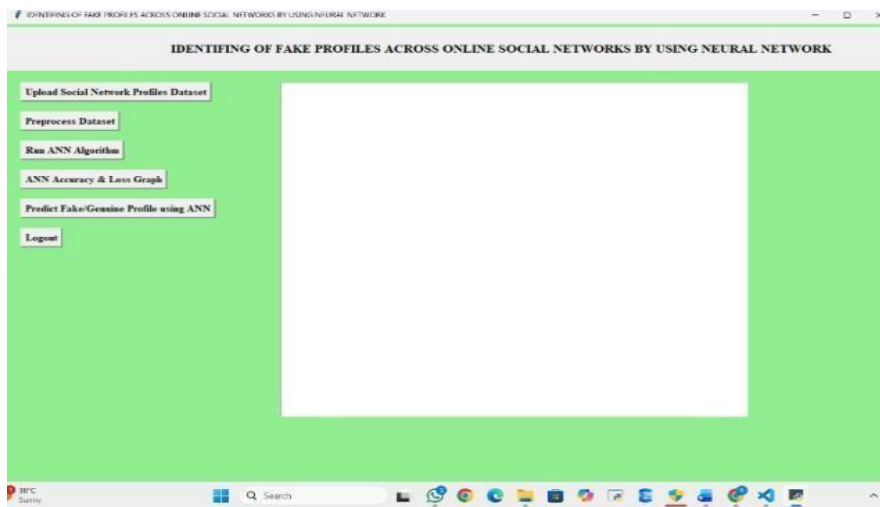 IDENTIFING OF FAKE PROFILES ACROSS ONLINE SOCIAL NETWORKS BY USING NEURAL NETWORK
IDENTIFING OF FAKE PROFILES ACROSS ONLINE SOCIAL NETWORKS BY USING NEURAL NETWORK
Upload Social Network Profiles Dataset
Preprocess Dataset
Run ANN Algorithm
ANN Accuracy & Loss Graph
Predict Fake/Genuine Profile using ANN
Logout
38°C
Sunny
Search